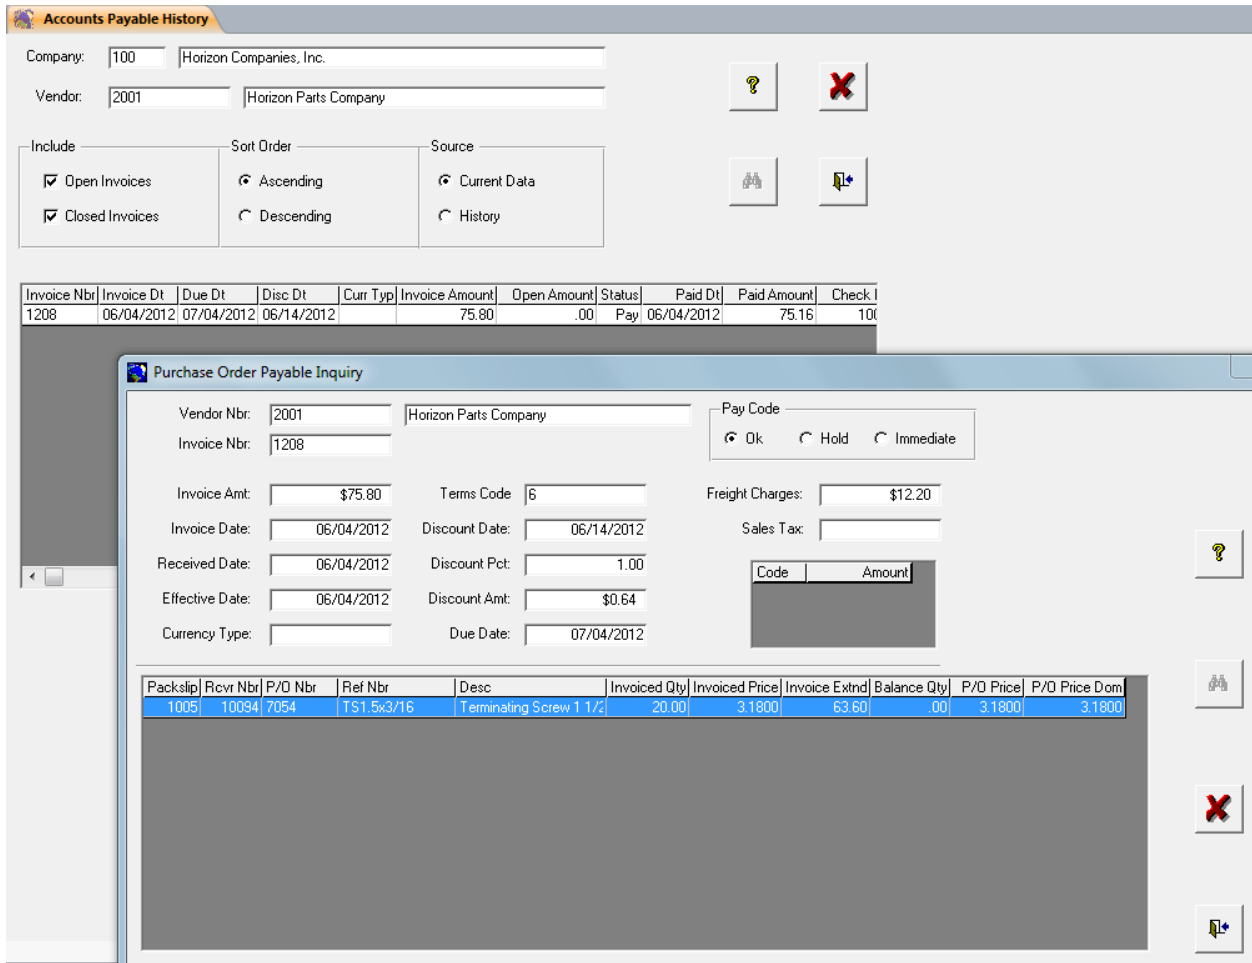 Accounts Payable History
Company: 100 Horizon Companies, Inc.
Vendor: 2001 Horizon Parts Company
Include Sort Order Source
Open Invoices Ascending Current Data
Closed Invoices Descending History
Invoice Nbr Invoice Dt Due Dt Disc Dt Curr Typ Invoice Amount Open Amount Status Paid Dt Paid Amount Check
1208 06/04/2012 07/04/2012 06/14/2012 75.80 .00 Pay 06/04/2012 75.16
Purchase Order Payable Inquiry
Vendor Nbr: 2001 Horizon Parts Company Pay Code
Invoice Nbr: 1208 Ok Hold Immediate
Invoice Amt: $75.80 Terms Code 6 Freight Charges: $12.20
Invoice Date: 06/04/2012 Discount Date: 06/14/2012 Sales Tax:
Received Date: 06/04/2012 Discount Pct: 1.00 Code Amount
Effective Date: 06/04/2012 Discount Amt: $0.64
Currency Type: Due Date: 07/04/2012
Packslip Rcvr Nbr P/O Nbr Ref Nbr Desc Invoiced Qty Invoiced Price Invoice Extnd Balance Qty P/O Price P/O Price Dom
1005 10094 7054 TS1.5x3/16 Terminating Screw 1 1/2 20.00 3.1800 63.60 .00 3.1800 3.1800